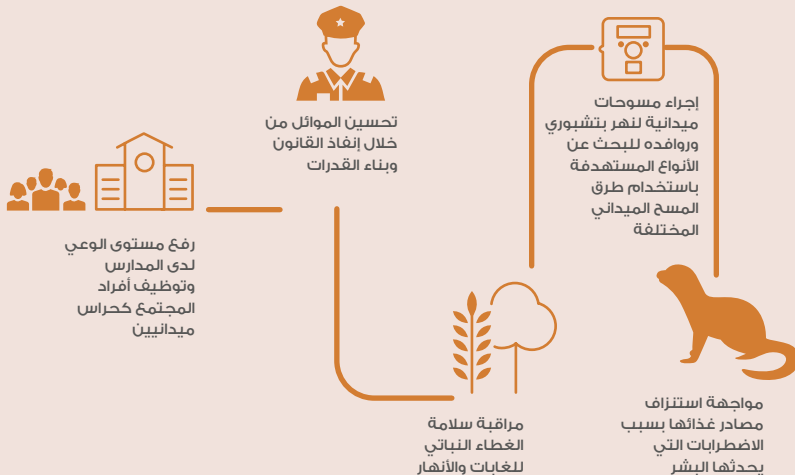 إجراء مسوحات
ميدانية لنهر بتشبوري
وروافده للبحث عن
الأنواع المستهدفة
باستخدام طرق
المسح الميداني
المختلفة
تحسين الموائل من
خلال إنفاذ القانون
وبناء القدرات
رفع مستوى الوعي
لدى المدارس
وتوظيف أفراد
المجتمع كحراس
ميدانيين
مواجهة استنزاف
مصادر غذائها بسبب
الاضطرابات التي
يحدثها البشر
مراقبة سلامة
الغطاء النباتي
للغابات والأنهار